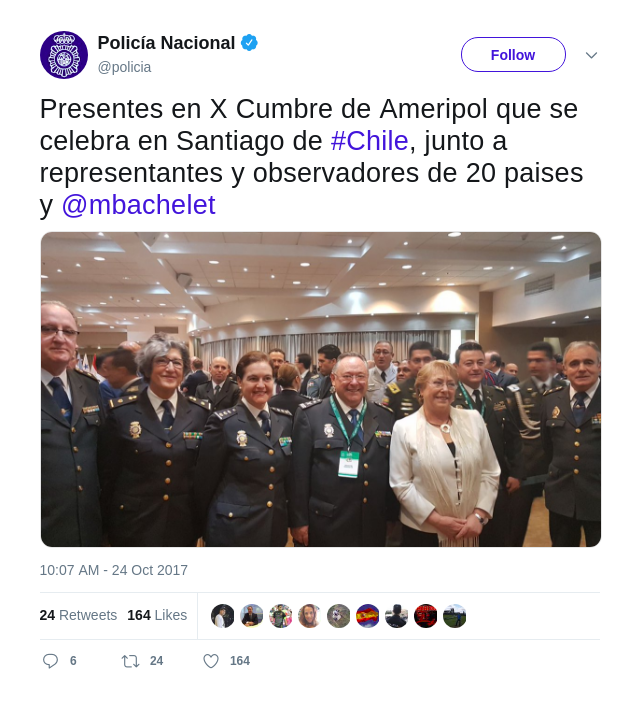 Policía Nacional
@policia
Follow
Presentes en X Cumbre de Ameripol que se
celebra en Santiago de #Chile, junto a
representantes y observadores de 20 paises
y @mbachelet
10:07 AM - 24 Oct 2017
24 Retweets 164 Likes
6 24 164